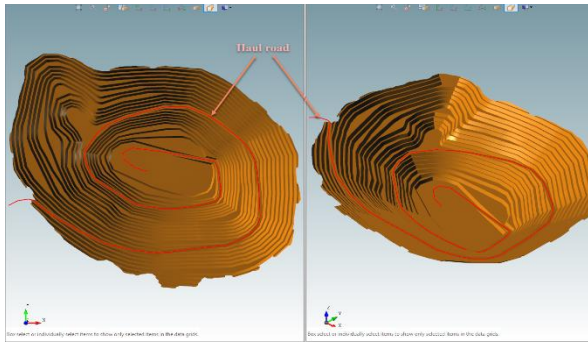 Haul road
Box select or individually select items to show only selected items in the data grids.
Box select or individually select items to show only selected items in the data grids.